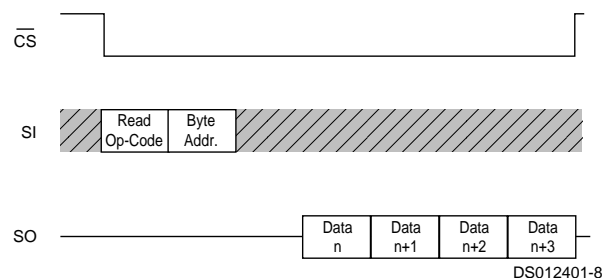 CS
SI
Read
Op-Code
Byte
Addr.
SO
Data
n
Data
n+1
Data
n+2
Data
n+3
DS012401-8